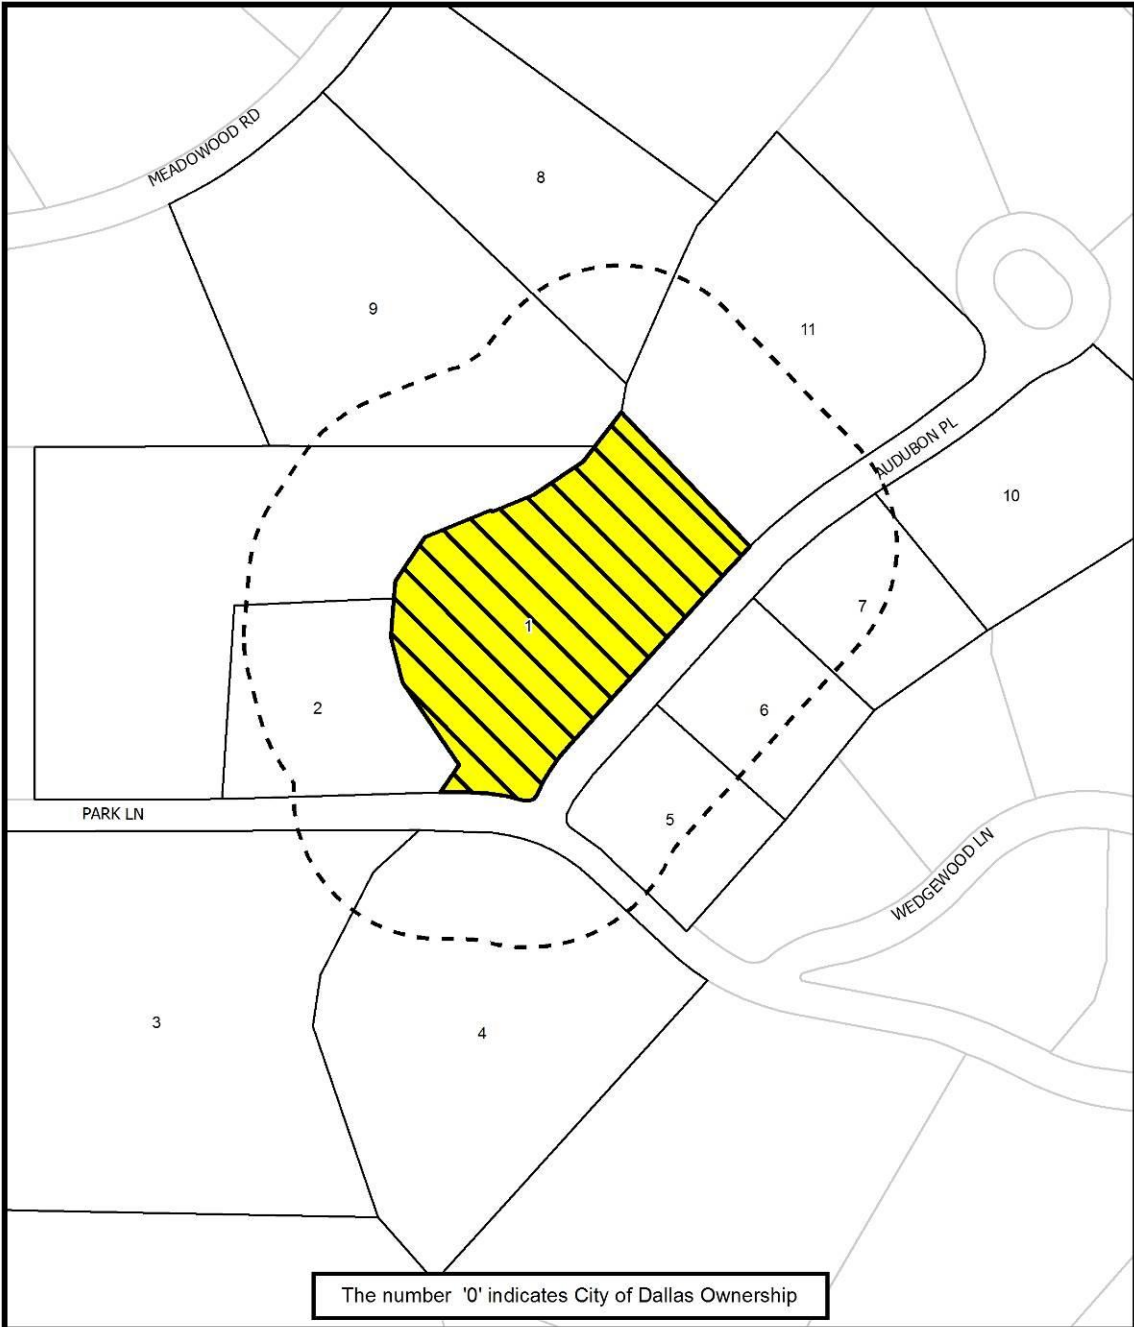 MEADOWOOD RD
8
9
11
AUDUBON PL
10
7
1
2
6
PARK LN
5
WEDGEWOOD LN
3
4
The number '0' indicates City of Dallas Ownership